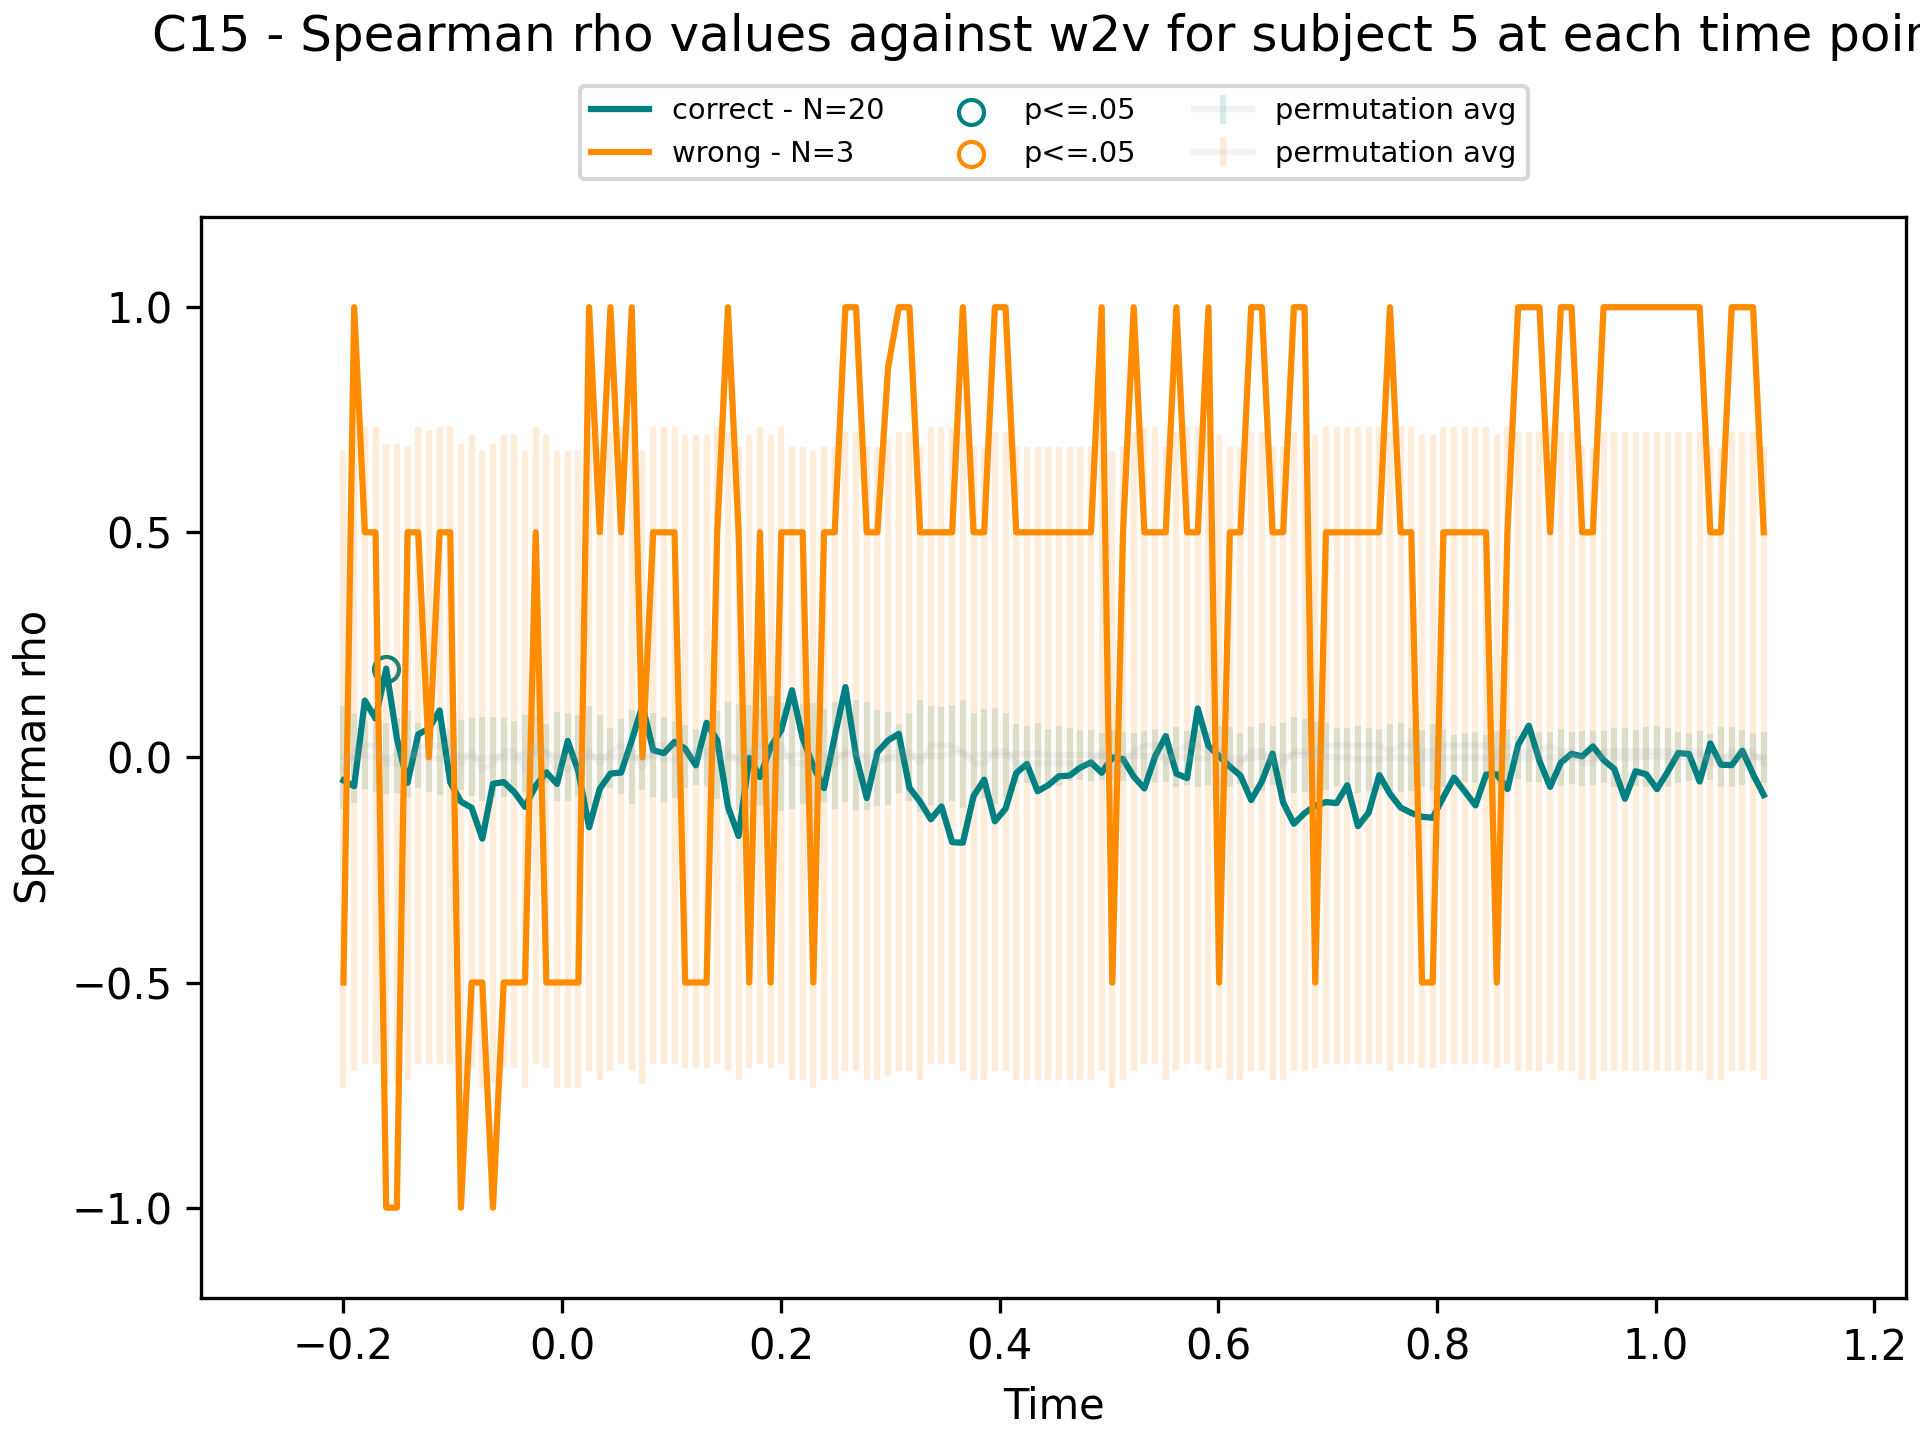 C15 - Spearman rho values against w2v for subject 5 at each time poin
correct - N=20
wrong - N=3
p<=.05
p<=.05
permutation avg
permutation avg
1.0
0.5
0.0
−0.5
−1.0
Spearman rho
−0.2 0.0 0.2 0.4 0.6 0.8 1.0 1.2
Time